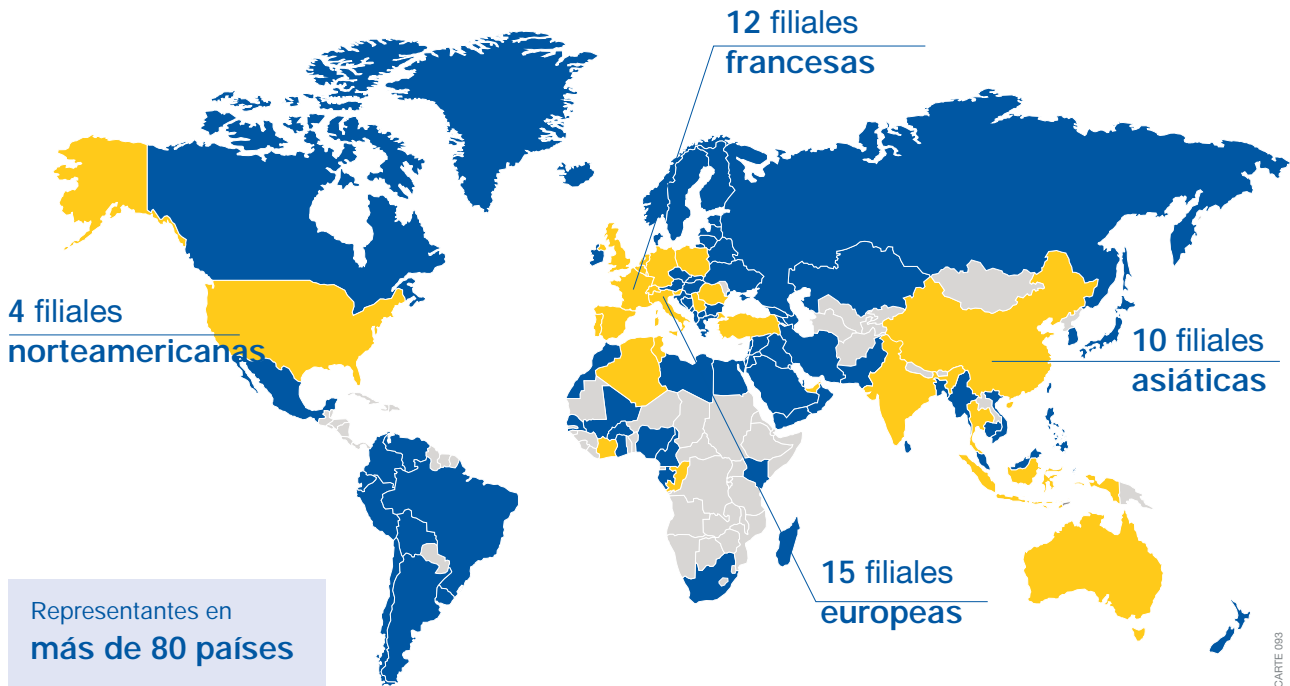 12 filiales
francesas
4 filiales
norteamericanas
10 filiales
asiáticas
15 filiales
europeas
Representantes en
más de 80 países
CARTE 093